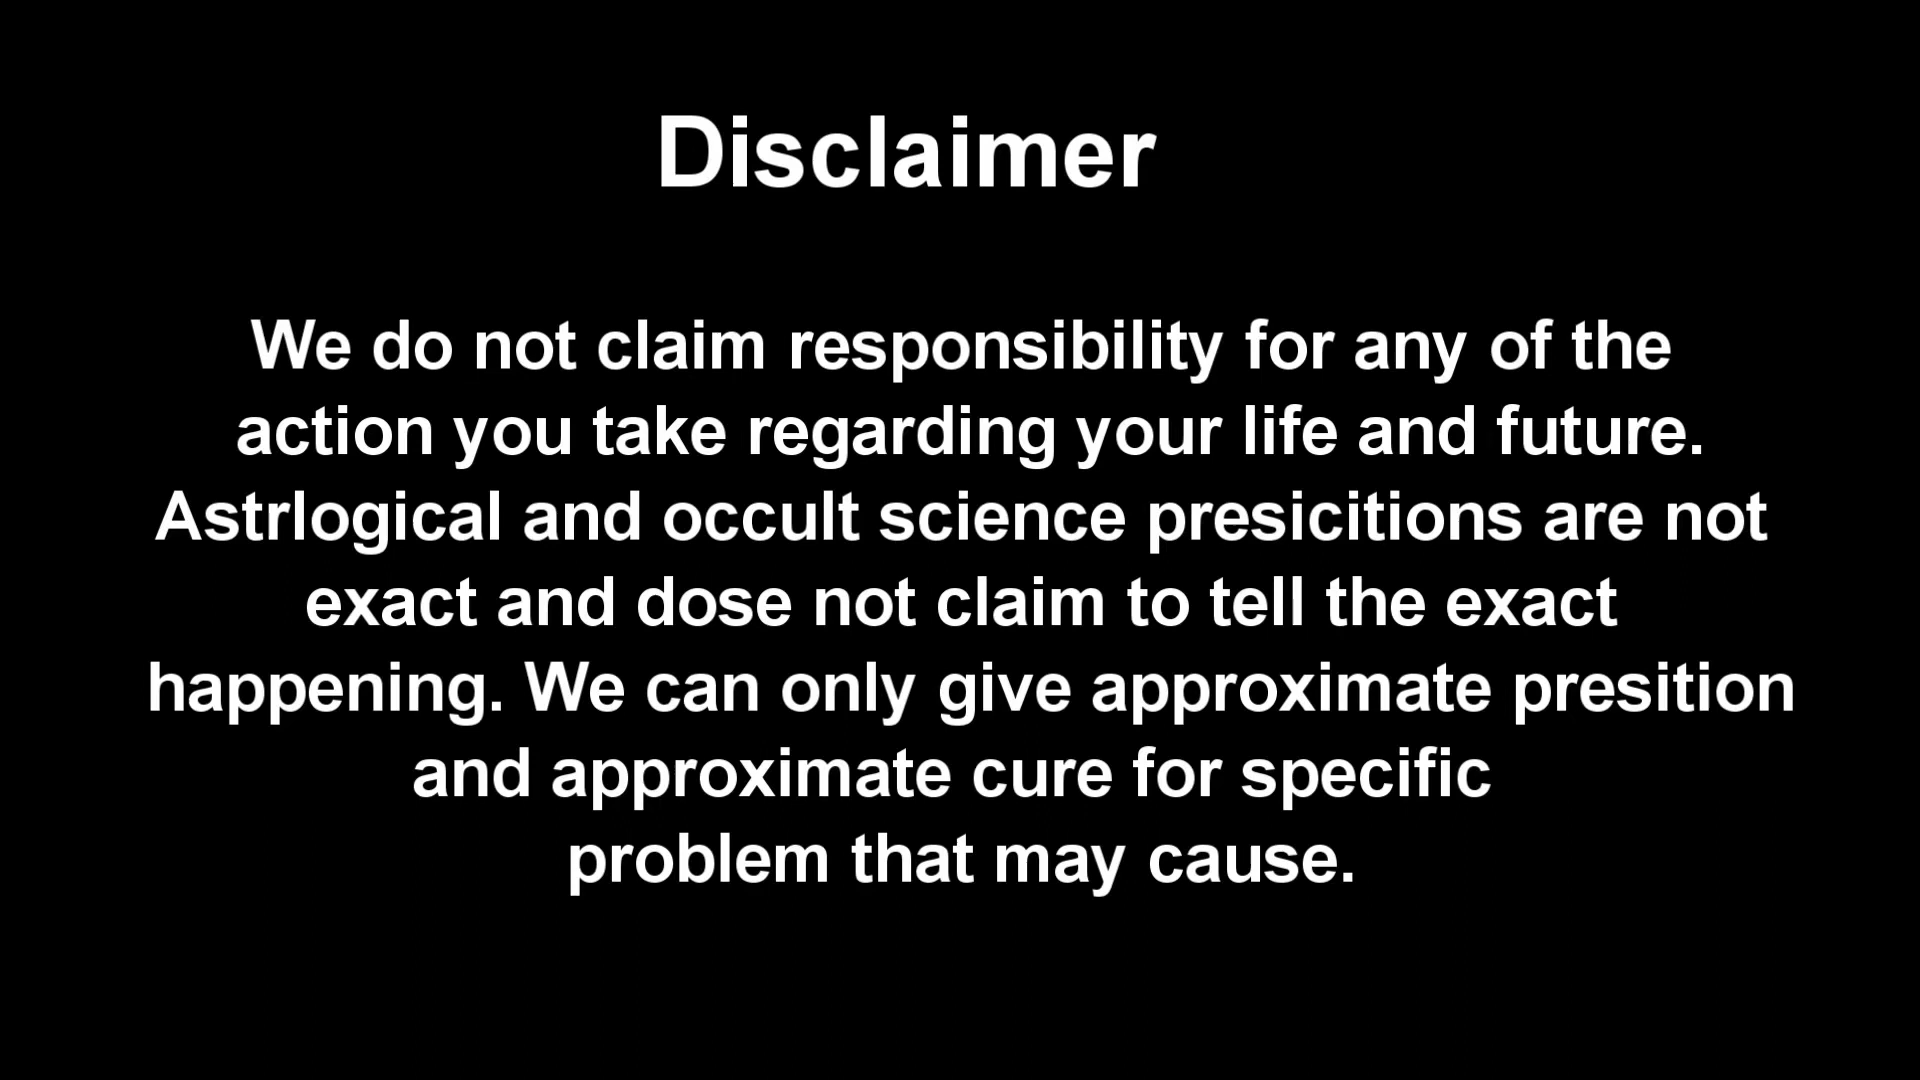 Disclaimer
We do not claim responsibility for any of the
action you take regarding your life and future.
Astrlogical and occult science presicitions are not
exact and dose not claim to tell the exact
happening. We can only give approximate presition
and approximate cure for specific
problem that may cause.